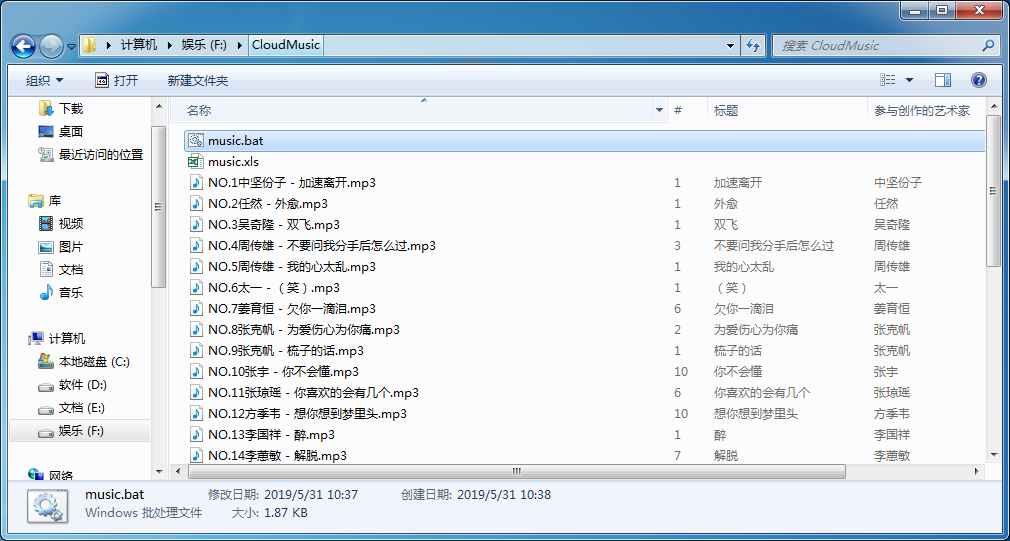 计算机 娱乐 (F:) CloudMusic 搜索 CloudMusic
组织 打开 新建文件夹
下载
桌面
最近访问的位置
库
视频
图片
文档
音乐
计算机
本地磁盘 (C:)
软件 (D:)
文档 (E:)
娱乐 (F:)
网络
名称 # 标题 参与创作的艺术家
music.bat
music.xls
NO.1中坚份子 - 加速离开.mp3 1 加速离开 中坚份子
NO.2任然 - 外愈.mp3 1 外愈 任然
NO.3吴奇隆 - 双飞.mp3 1 双飞 吴奇隆
NO.4周传雄 - 不要问我分手后怎么过.mp3 3 不要问我分手后怎么过 周传雄
NO.5周传雄 - 我的心太乱.mp3 1 我的心太乱 周传雄
NO.6太一 - （笑）.mp3 1 （笑） 太一
NO.7姜育恒 - 欠你一滴泪.mp3 6 欠你一滴泪 姜育恒
NO.8张克帆 - 为爱伤心为你痛.mp3 2 为爱伤心为你痛 张克帆
NO.9张克帆 - 梳子的话.mp3 1 梳子的话 张克帆
NO.10张宇 - 你不会懂.mp3 10 你不会懂 张宇
NO.11张琼瑶 - 你喜欢的会有几个.mp3 6 你喜欢的会有几个 张琼瑶
NO.12方季韦 - 想你想到梦里头.mp3 10 想你想到梦里头 方季韦
NO.13李国祥 - 醉.mp3 1 醉 李国祥
NO.14李蕙敏 - 解脱.mp3 7 解脱 李蕙敏
music.bat 修改日期: 2019/5/31 10:37 创建日期: 2019/5/31 10:38
Windows 批处理文件 大小: 1.87 KB